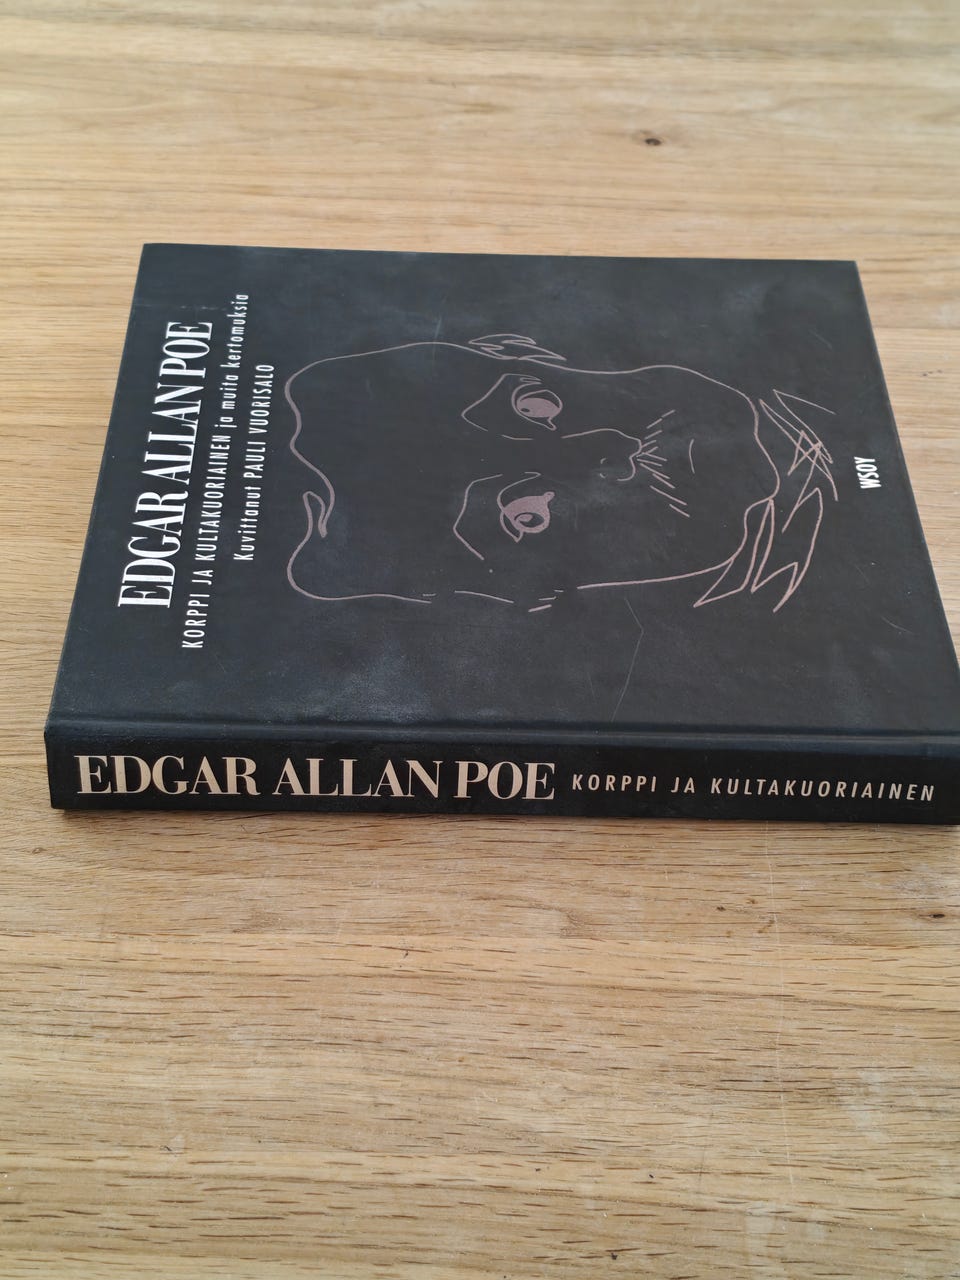 EDGAR ALLAN POE
KORPPI JA KULTAKUORIAINEN ja muita kertomuksia
Kuvittanut PAULI VUORISALO
WSOY
EDGAR ALLAN POE KORPPI JA KULTAKUORIAINEN